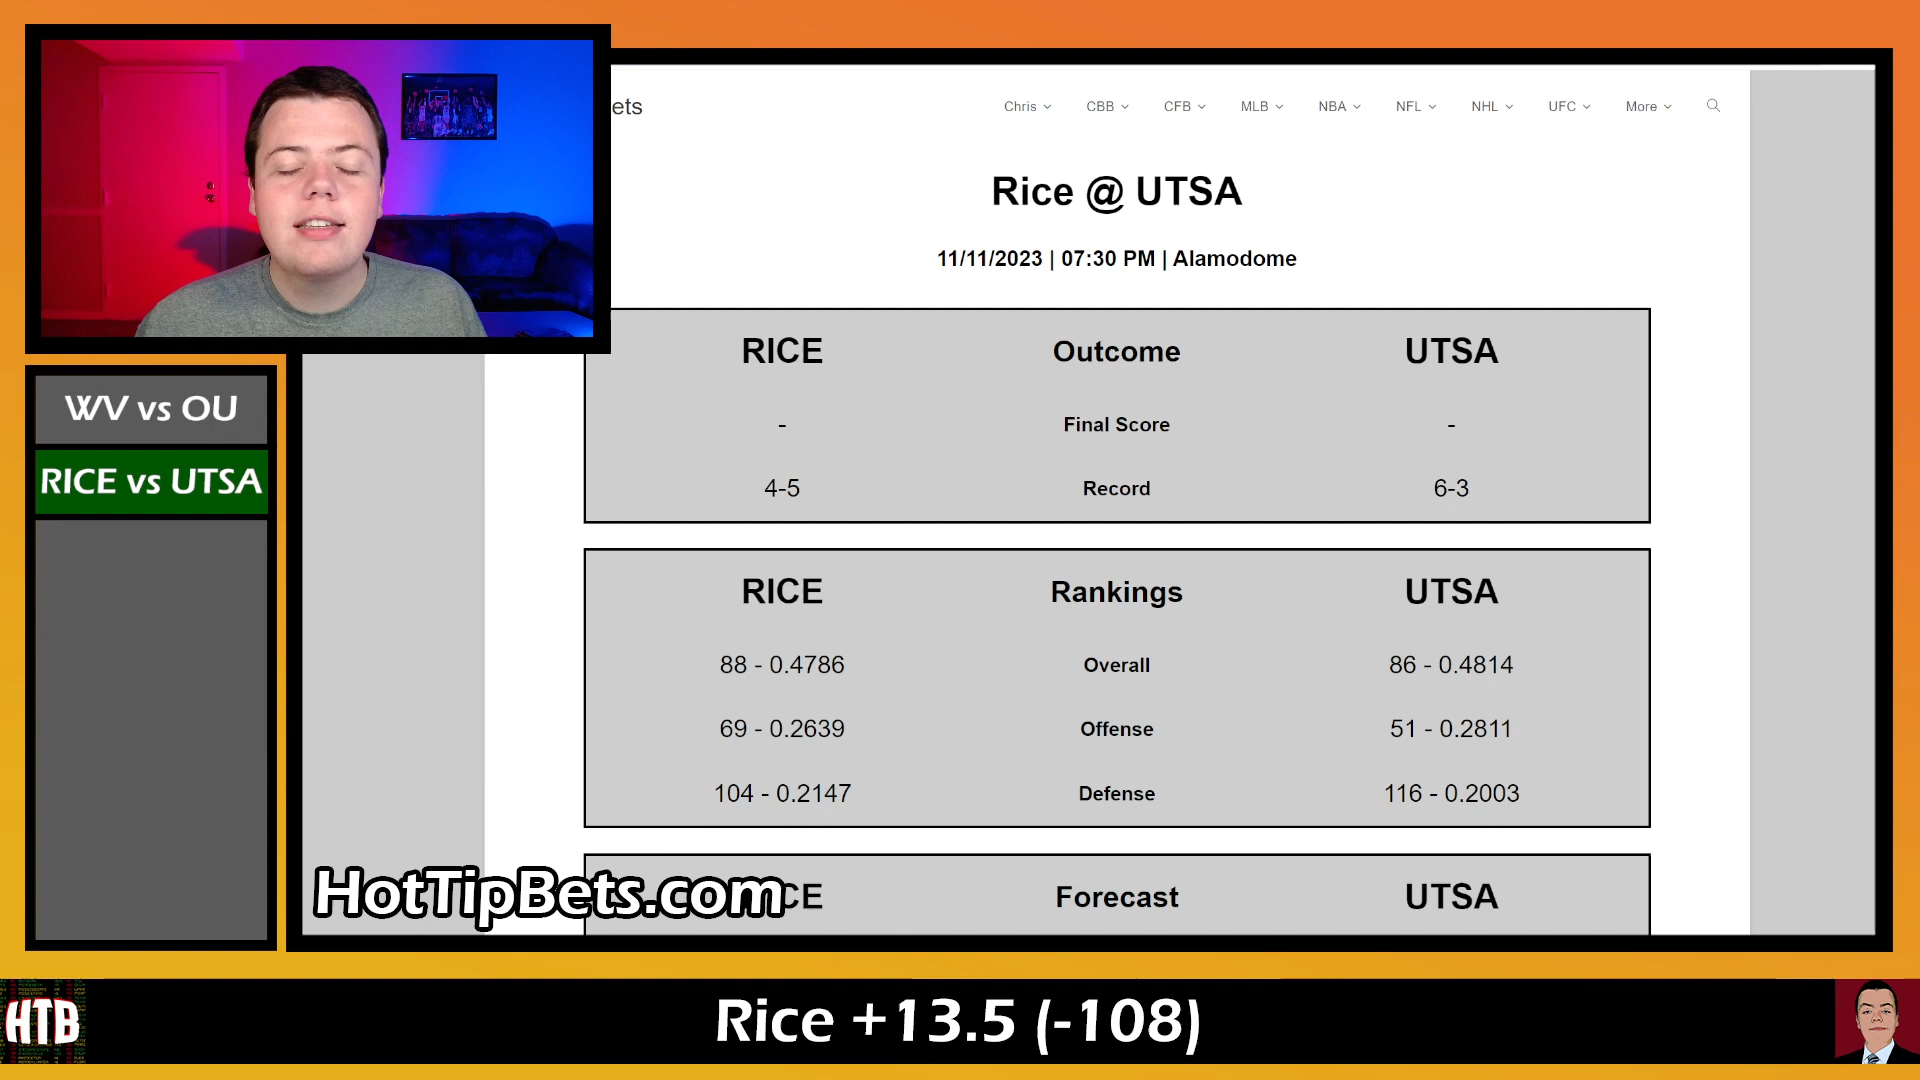 ets
Chris
CBB
CFB
MLB
NBA
NFL
NHL
UFC
More
Rice @ UTSA
11/11/2023 | 07:30 PM | Alamodome
RICE Outcome UTSA
- Final Score -
4-5 Record 6-3
RICE Rankings UTSA
88 - 0.4786 Overall 86 - 0.4814
69 - 0.2639 Offense 51 - 0.2811
104 - 0.2147 Defense 116 - 0.2003
CE Forecast UTSA
WV vs OU
RICE vs UTSA
HotTipBets.com
HTB
Rice +13.5 (-108)